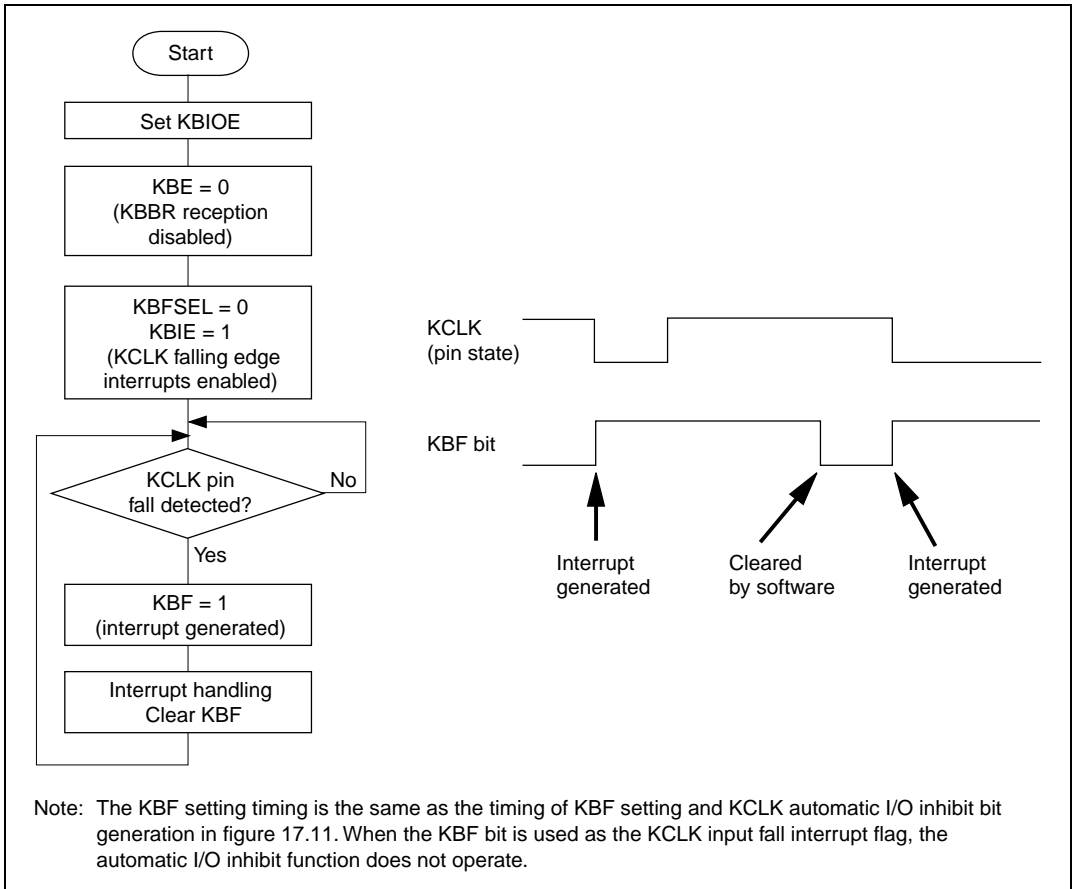 Start
Set KBIOE
KBE = 0
(KBBR reception
disabled)
KBFSEL = 0
KBIE = 1
(KCLK falling edge
interrupts enabled)
KCLK pin
fall detected?
No
Yes
KBF = 1
(interrupt generated)
Interrupt handling
Clear KBF
KCLK
(pin state)
KBF bit
Interrupt
generated
Cleared
by software
Interrupt
generated
Note: The KBF setting timing is the same as the timing of KBF setting and KCLK automatic I/O inhibit bit
generation in figure 17.11. When the KBF bit is used as the KCLK input fall interrupt flag, the
automatic I/O inhibit function does not operate.